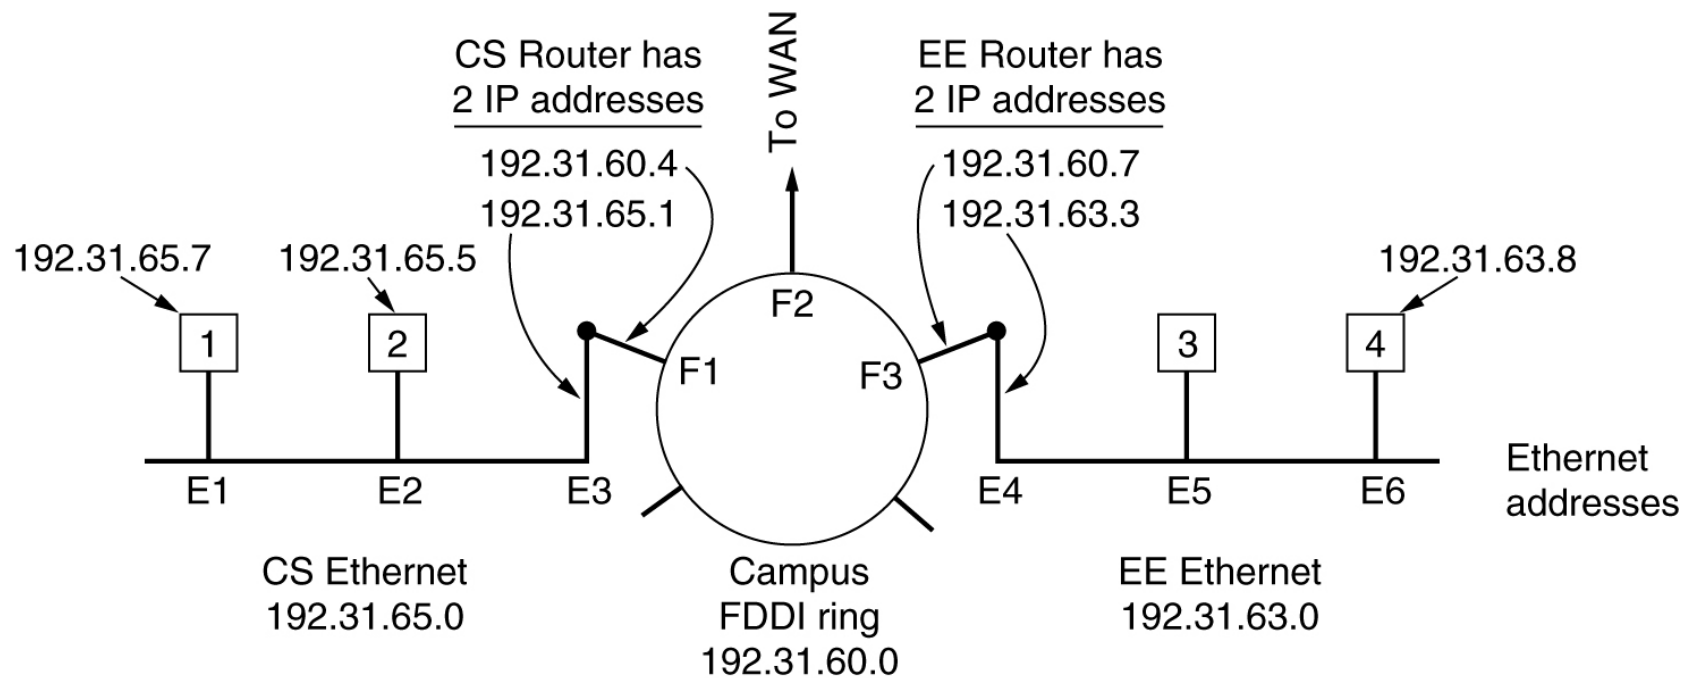 CS Router has
2 IP addresses
192.31.60.4
192.31.65.1
To WAN
EE Router has
2 IP addresses
192.31.60.7
192.31.63.3
192.31.65.7
192.31.65.5
192.31.63.8
1
2
F1
F2
F3
3
4
E1
E2
E3
E4
E5
E6
Ethernet
addresses
CS Ethernet
192.31.65.0
Campus
FDDI ring
192.31.60.0
EE Ethernet
192.31.63.0